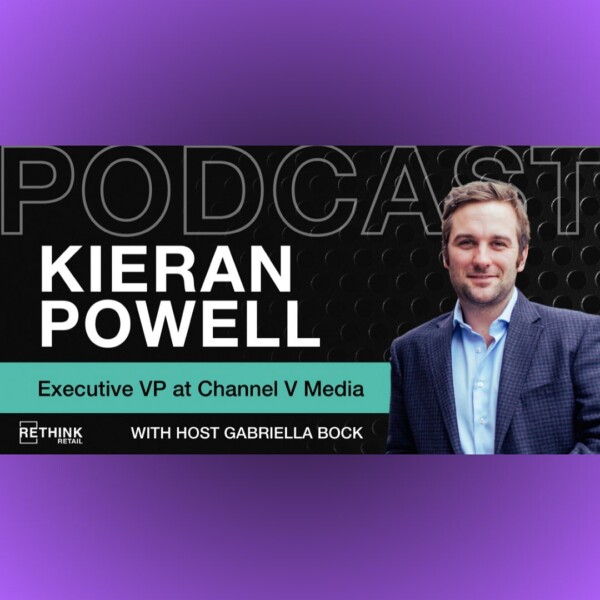 PODCAST
KIERAN
POWELL
Executive VP at Channel V Media
RETHINK
RETAIL
WITH HOST GABRIELLA BOCK